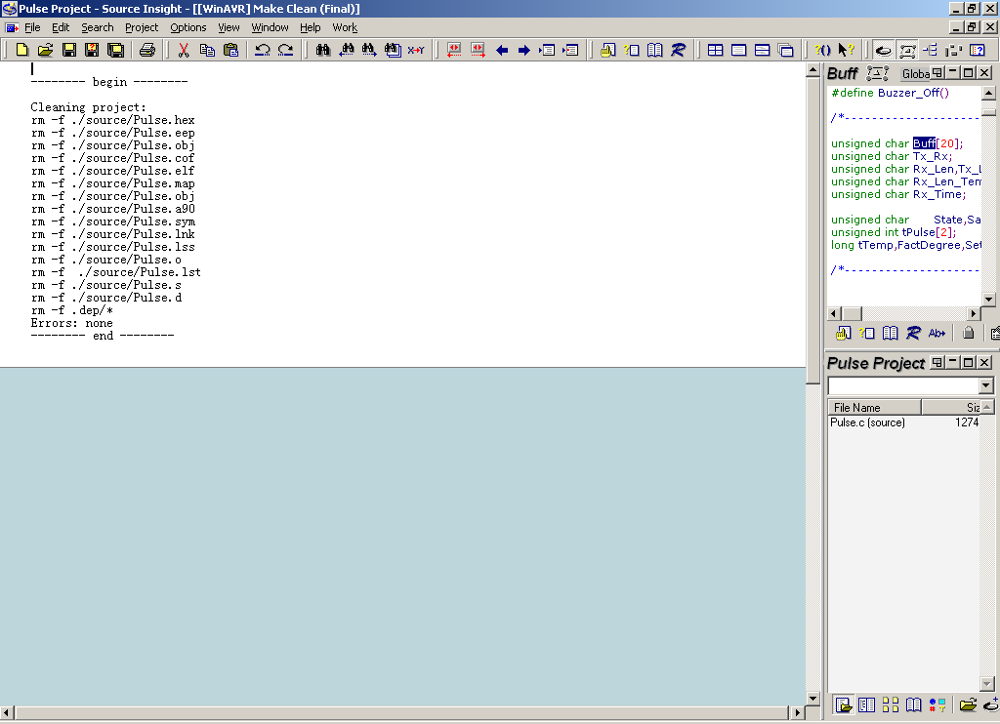 Pulse Project - Source Insight - [[WinAVR] Make Clean (Final)]
File Edit Search Project Options View Window Help Work
-------- begin --------
Cleaning project:
rm -f ./source/Pulse.hex
rm -f ./source/Pulse.eep
rm -f ./source/Pulse.obj
rm -f ./source/Pulse.cof
rm -f ./source/Pulse.elf
rm -f ./source/Pulse.map
rm -f ./source/Pulse.obj
rm -f ./source/Pulse.a90
rm -f ./source/Pulse.sym
rm -f ./source/Pulse.lnk
rm -f ./source/Pulse.lss
rm -f ./source/Pulse.o
rm -f  ./source/Pulse.lst
rm -f ./source/Pulse.s
rm -f ./source/Pulse.d
rm -f .dep/*
Errors: none
-------- end --------
Buff Globa
#define Buzzer_Off()
/*--------------------
unsigned char Buff[20];
unsigned char Tx_Rx;
unsigned char Rx_Len,Tx_L
unsigned char Rx_Len_Tem
unsigned char Rx_Time;
unsigned char State,Sa
unsigned int tPulse[2];
long tTemp,FactDegree,Set
/*--------------------
Pulse Project
File Name Siz
Pulse.c (source) 1274